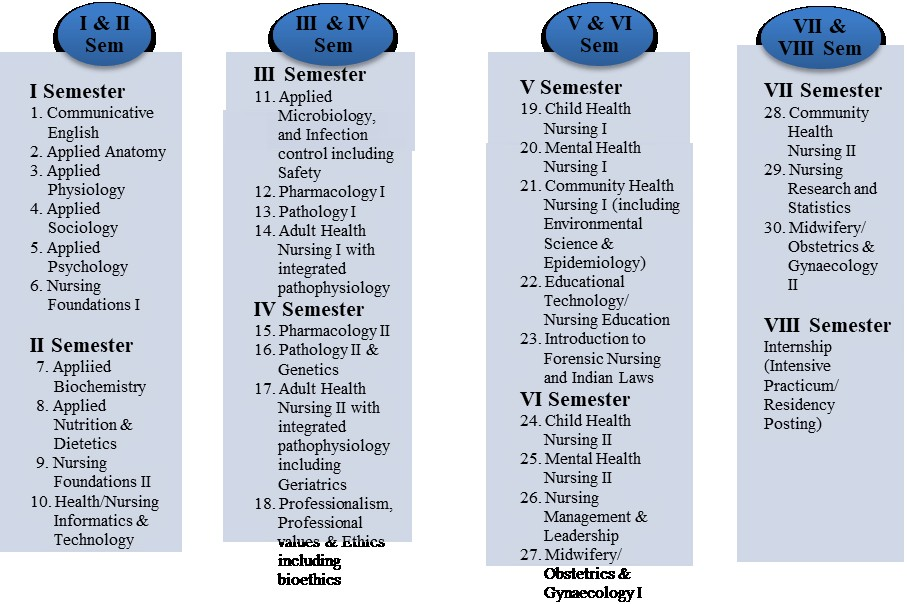 I & II
Sem
I Semester
1. Communicative
English
2. Applied Anatomy
3. Applied
Physiology
4. Applied
Sociology
5. Applied
Psychology
6. Nursing
Foundations I
II Semester
7. Appliied
Biochemistry
8. Applied
Nutrition &
Dietetics
9. Nursing
Foundations II
10. Health/Nursing
Informatics &
Technology
III & IV
Sem
III Semester
11. Applied
Microbiology,
and Infection
control including
Safety
12. Pharmacology I
13. Pathology I
14. Adult Health
Nursing I with
integrated
pathophysiology
IV Semester
15. Pharmacology II
16. Pathology II &
Genetics
17. Adult Health
Nursing II with
integrated
pathophysiology
including
Geriatrics
18. Professionalism,
Professional
values & Ethics
including
bioethics
V & VI
Sem
V Semester
19. Child Health
Nursing I
20. Mental Health
Nursing I
21. Community Health
Nursing I (including
Environmental
Science &
Epidemiology)
22. Educational
Technology/
Nursing Education
23. Introduction to
Forensic Nursing
and Indian Laws
VI Semester
24. Child Health
Nursing II
25. Mental Health
Nursing II
26. Nursing
Management &
Leadership
27. Midwifery/
Obstetrics &
Gynaecology I
VII &
VIII Sem
VII Semester
28. Community
Health
Nursing II
29. Nursing
Research and
Statistics
30. Midwifery/
Obstetrics &
Gynaecology
II
VIII Semester
Internship
(Intensive
Practicum/
Residency
Posting)